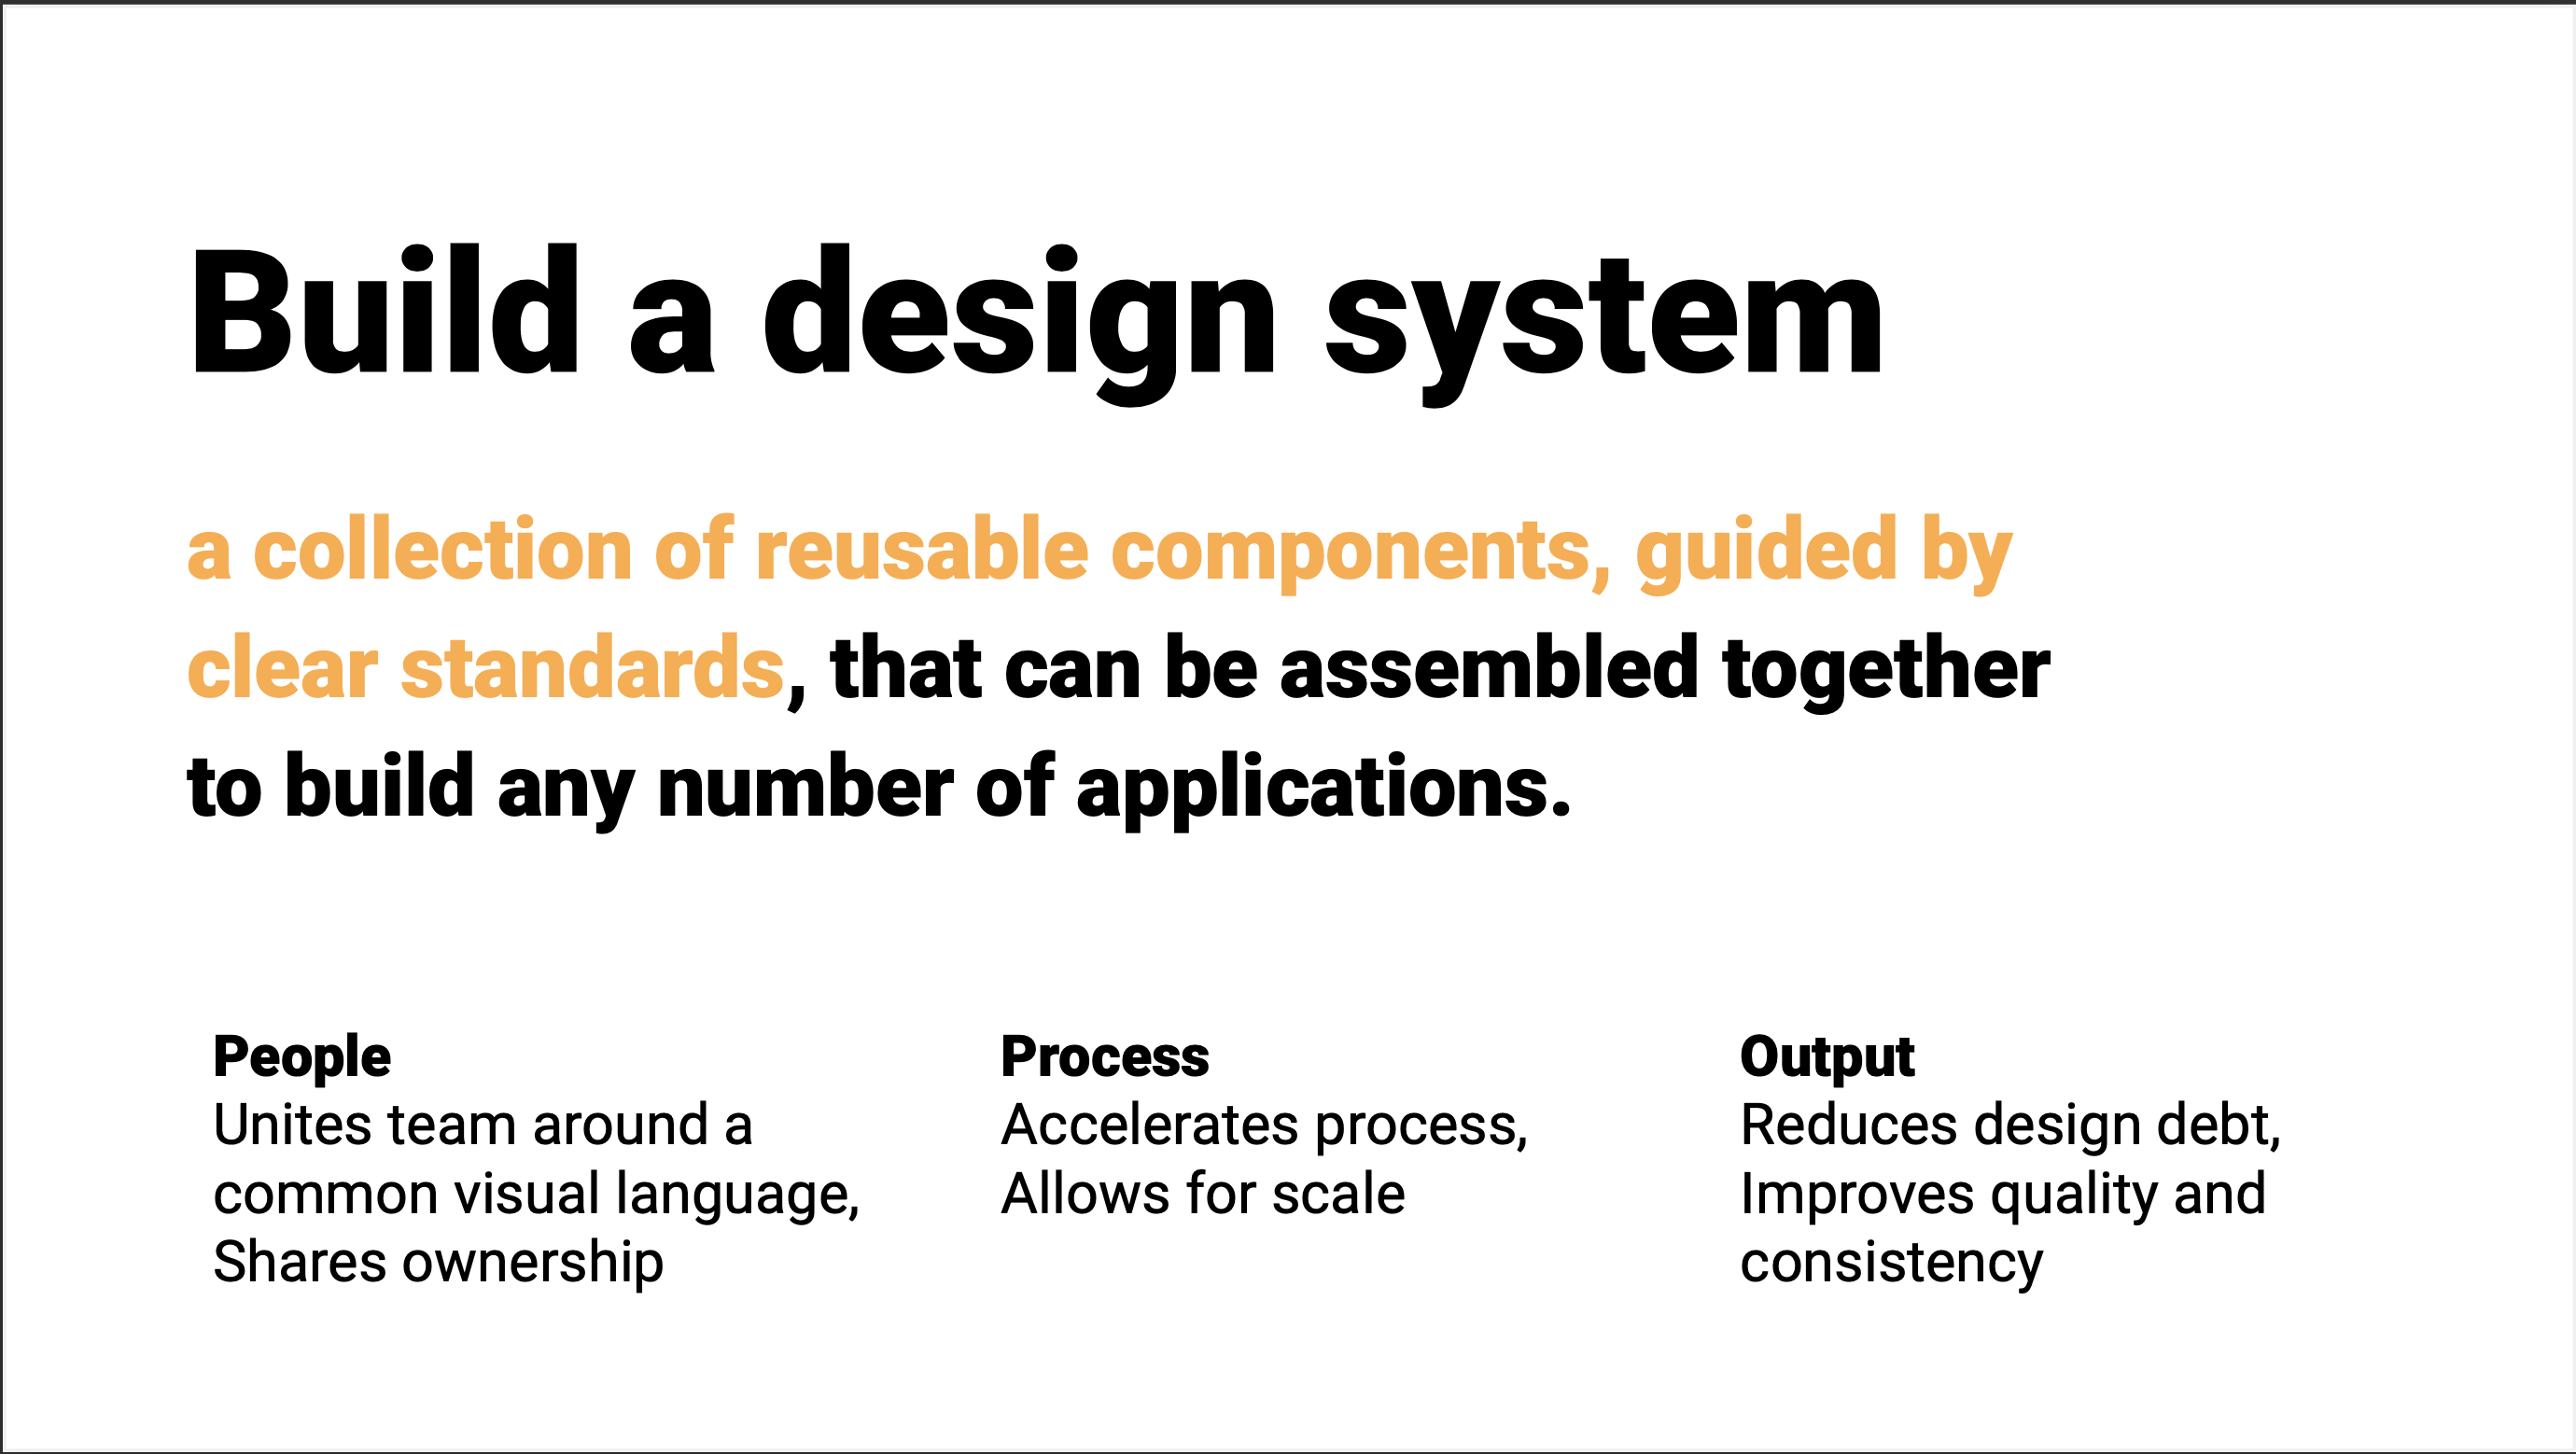 Build a design system
a collection of reusable components, guided by
clear standards, that can be assembled together
to build any number of applications.
People
Unites team around a
common visual language,
Shares ownership
Process
Accelerates process,
Allows for scale
Output
Reduces design debt,
Improves quality and
consistency